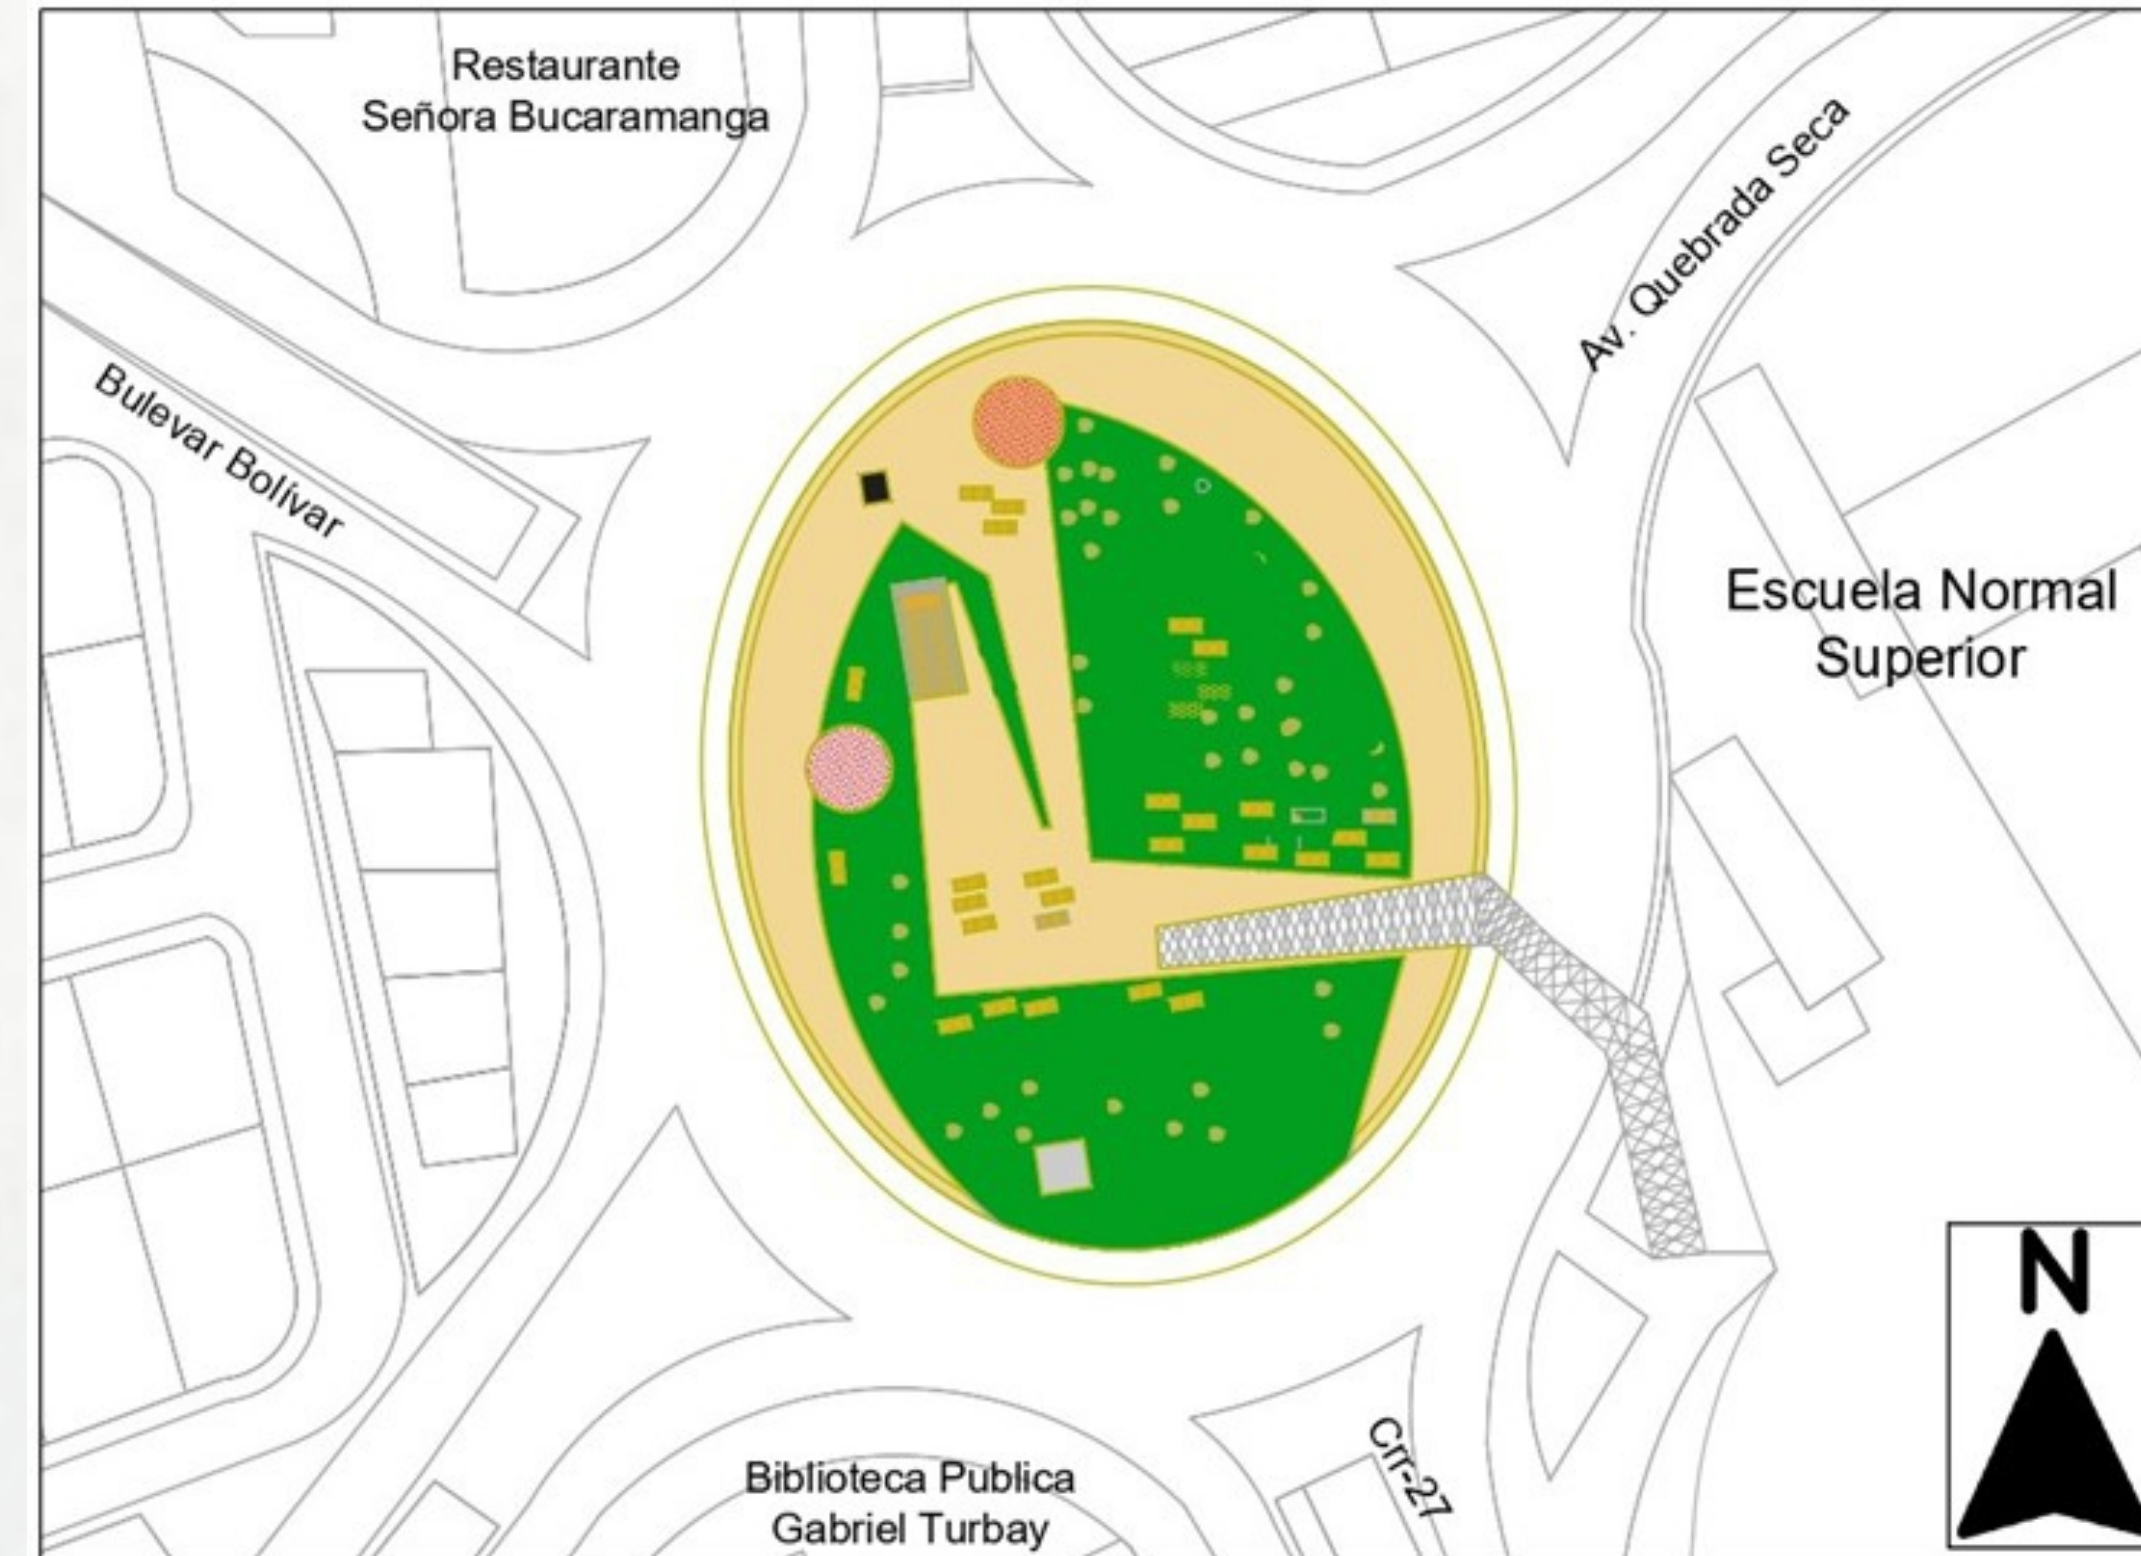 Restaurante
Señora Bucaramanga
Av. Quebrada Seca
Bulevar Bolívar
Escuela Normal
Superior
N
Crr-27
Biblioteca Publica
Gabriel Turbay